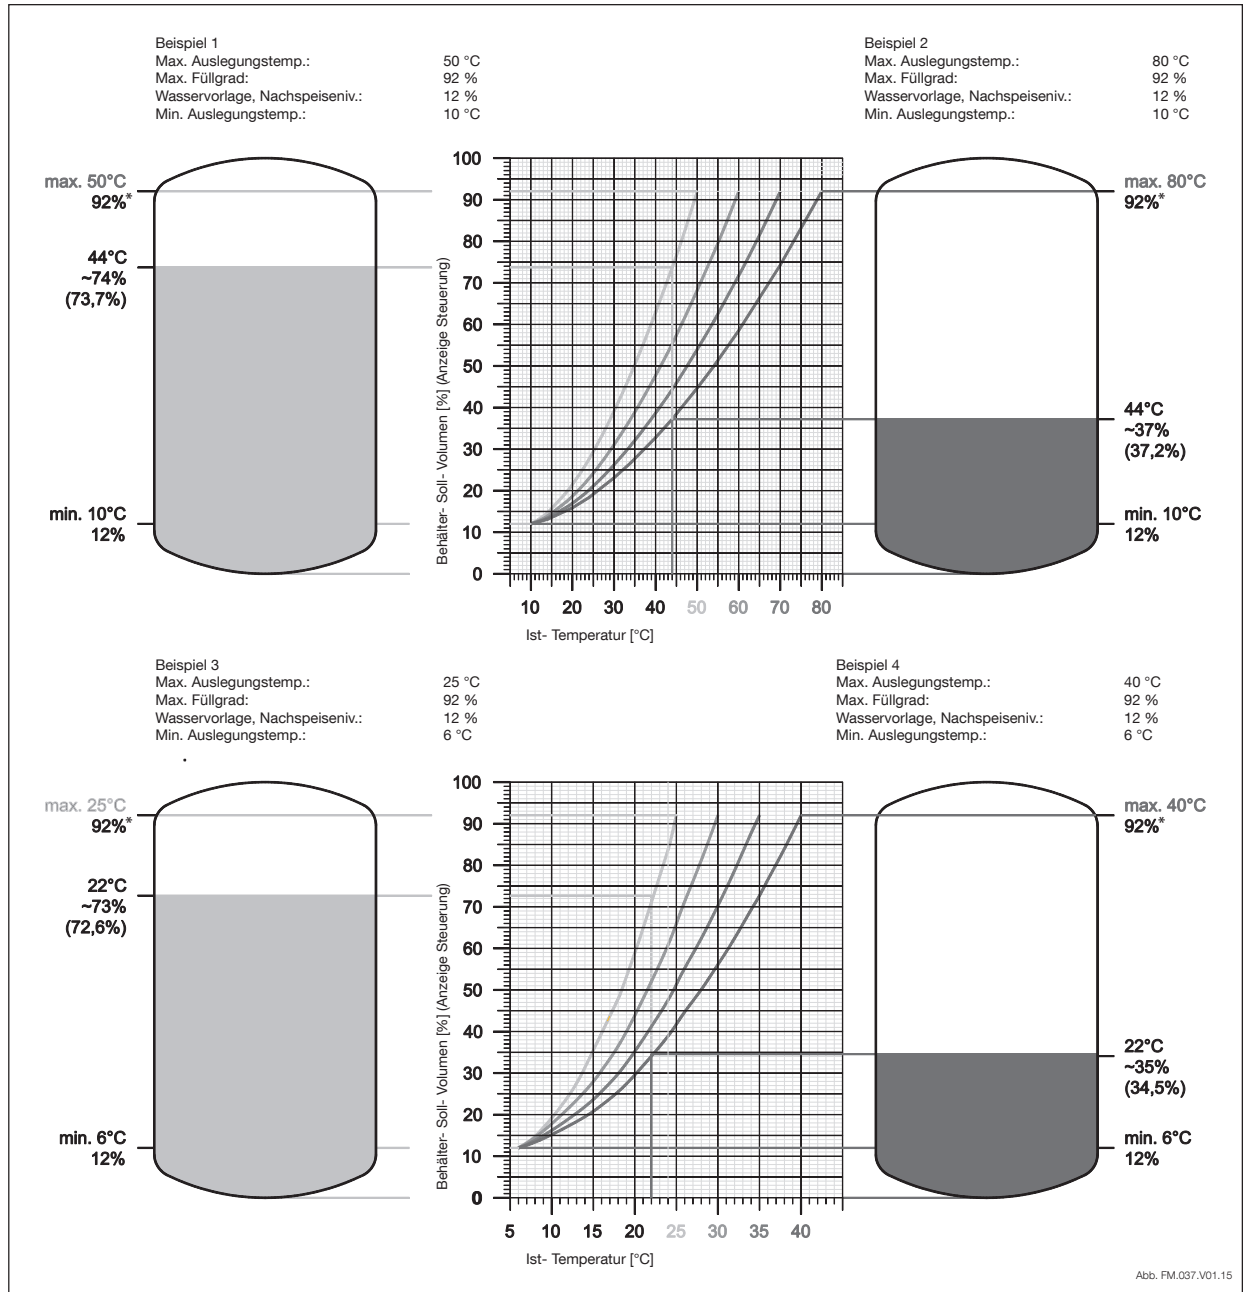 Beispiel 1
Max. Auslegungstemp.: 50 °C
Max. Füllgrad: 92 %
Wasservorlage, Nachspeiseniv.: 12 %
Min. Auslegungstemp.: 10 °C
Beispiel 2
Max. Auslegungstemp.: 80 °C
Max. Füllgrad: 92 %
Wasservorlage, Nachspeiseniv.: 12 %
Min. Auslegungstemp.: 10 °C
max. 50°C
92%*
44°C
~74%
(73,7%)
min. 10°C
12%
Behälter- Soll- Volumen [%] (Anzeige Steuerung)
100
90
80
70
60
50
40
30
20
10
0
10 20 30 40 50 60 70 80
Ist- Temperatur [°C]
max. 80°C
92%*
44°C
~37%
(37,2%)
min. 10°C
12%
Beispiel 3
Max. Auslegungstemp.: 25 °C
Max. Füllgrad: 92 %
Wasservorlage, Nachspeiseniv.: 12 %
Min. Auslegungstemp.: 6 °C
Beispiel 4
Max. Auslegungstemp.: 40 °C
Max. Füllgrad: 92 %
Wasservorlage, Nachspeiseniv.: 12 %
Min. Auslegungstemp.: 6 °C
max. 25°C
92%*
22°C
~73%
(72,6%)
min. 6°C
12%
Behälter- Soll- Volumen [%] (Anzeige Steuerung)
100
90
80
70
60
50
40
30
20
10
0
5 10 15 20 25 30 35 40
Ist- Temperatur [°C]
max. 40°C
92%*
22°C
~35%
(34,5%)
min. 6°C
12%
Abb. FM.037.V01.15